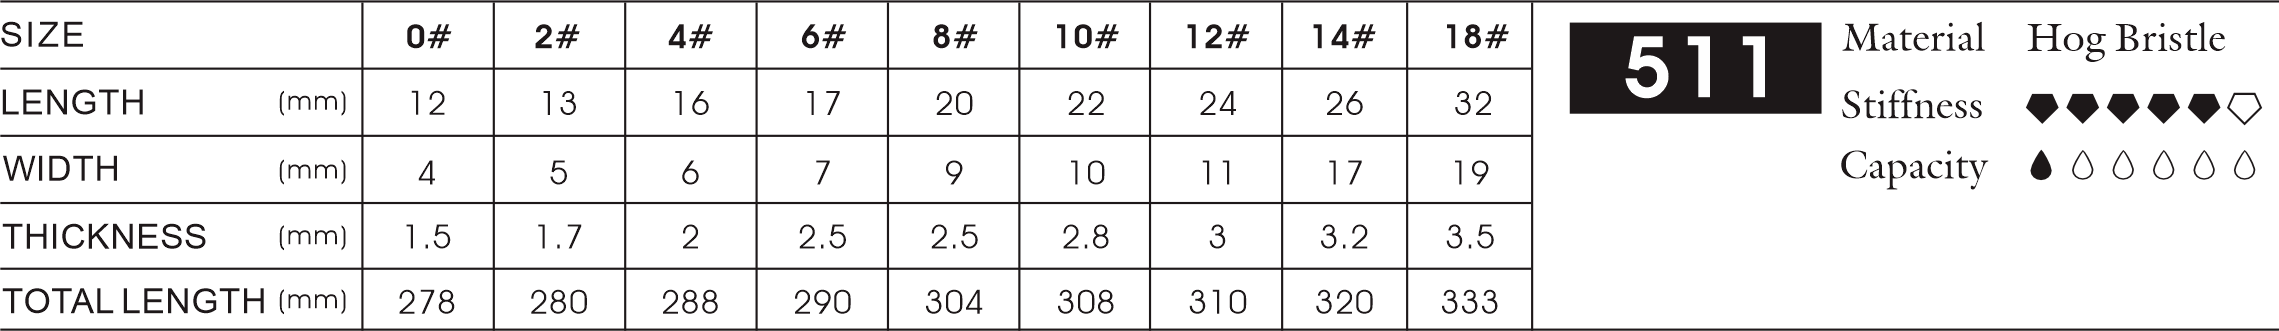 SIZE 0# 2# 4# 6# 8# 10# 12# 14# 18#
LENGTH (mm) 12 13 16 17 20 22 24 26 32
WIDTH (mm) 4 5 6 7 9 10 11 17 19
THICKNESS (mm) 1.5 1.7 2 2.5 2.5 2.8 3 3.2 3.5
TOTAL LENGTH (mm) 278 280 288 290 304 308 310 320 333
511
Material Hog Bristle
Stiffness
Capacity